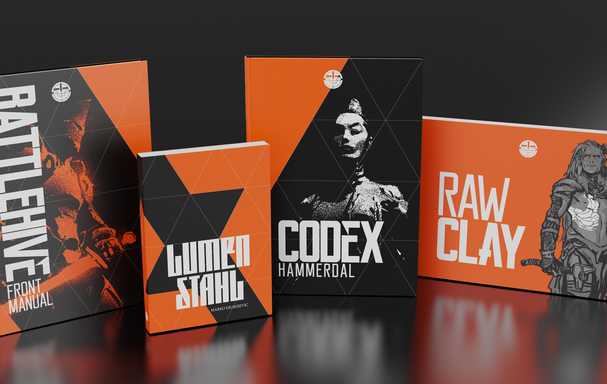 BATTLEHIVE
FRONT
MANUAL
LUMEN
STAHL
CODEX
HAMMERDAL
RAW
CLAY